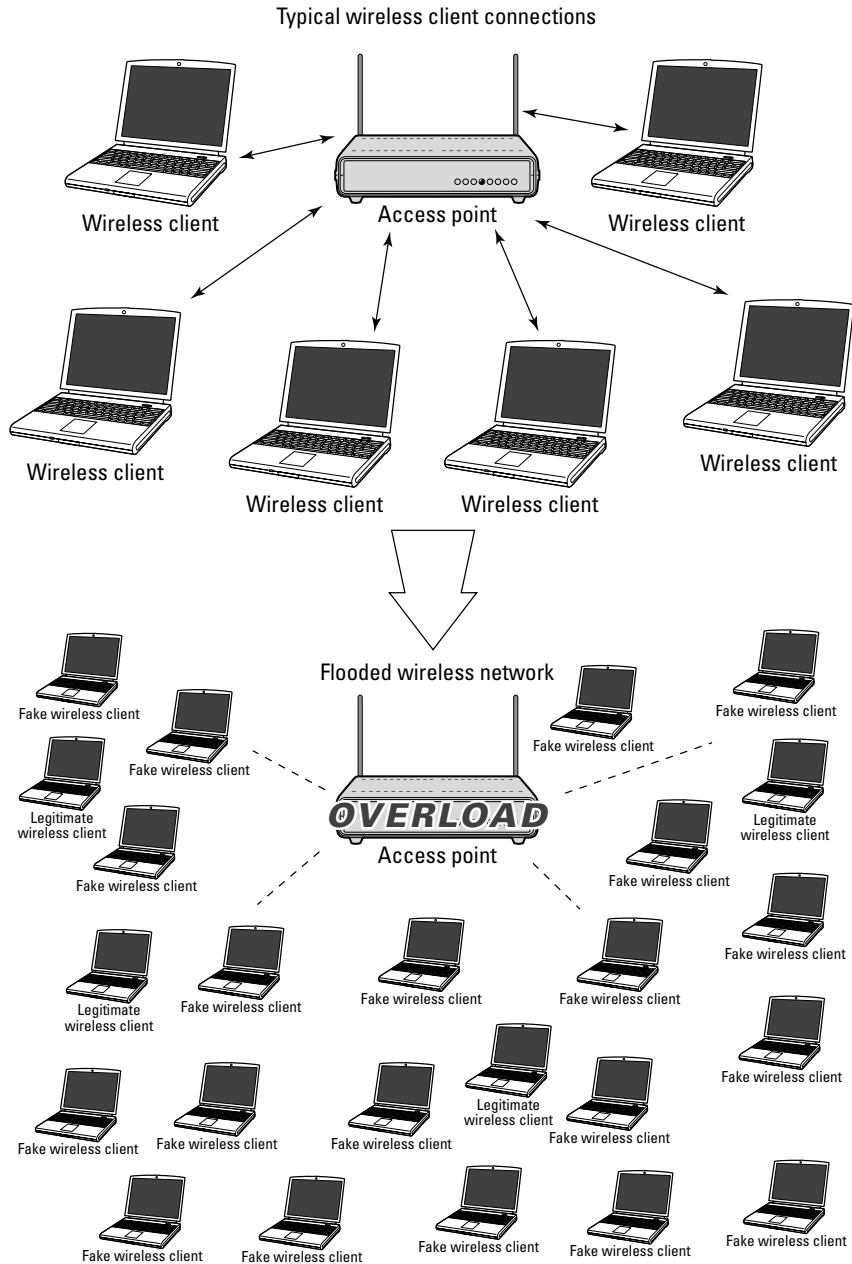 Typical wireless client connections
Wireless client
Access point
Wireless client
Wireless client
Wireless client
Wireless client
Wireless client
Flooded wireless network
Fake wireless client
Fake wireless client
Fake wireless client
Fake wireless client
Legitimate
wireless client
OVERLOAD
Legitimate
wireless client
Access point
Fake wireless client
Fake wireless client
Fake wireless client
Legitimate
wireless client
Fake wireless client
Fake wireless client
Fake wireless client
Fake wireless client
Legitimate
wireless client
Fake wireless client
Fake wireless client
Fake wireless client
Fake wireless client
Fake wireless client
Fake wireless client
Fake wireless client
Fake wireless client
Fake wireless client